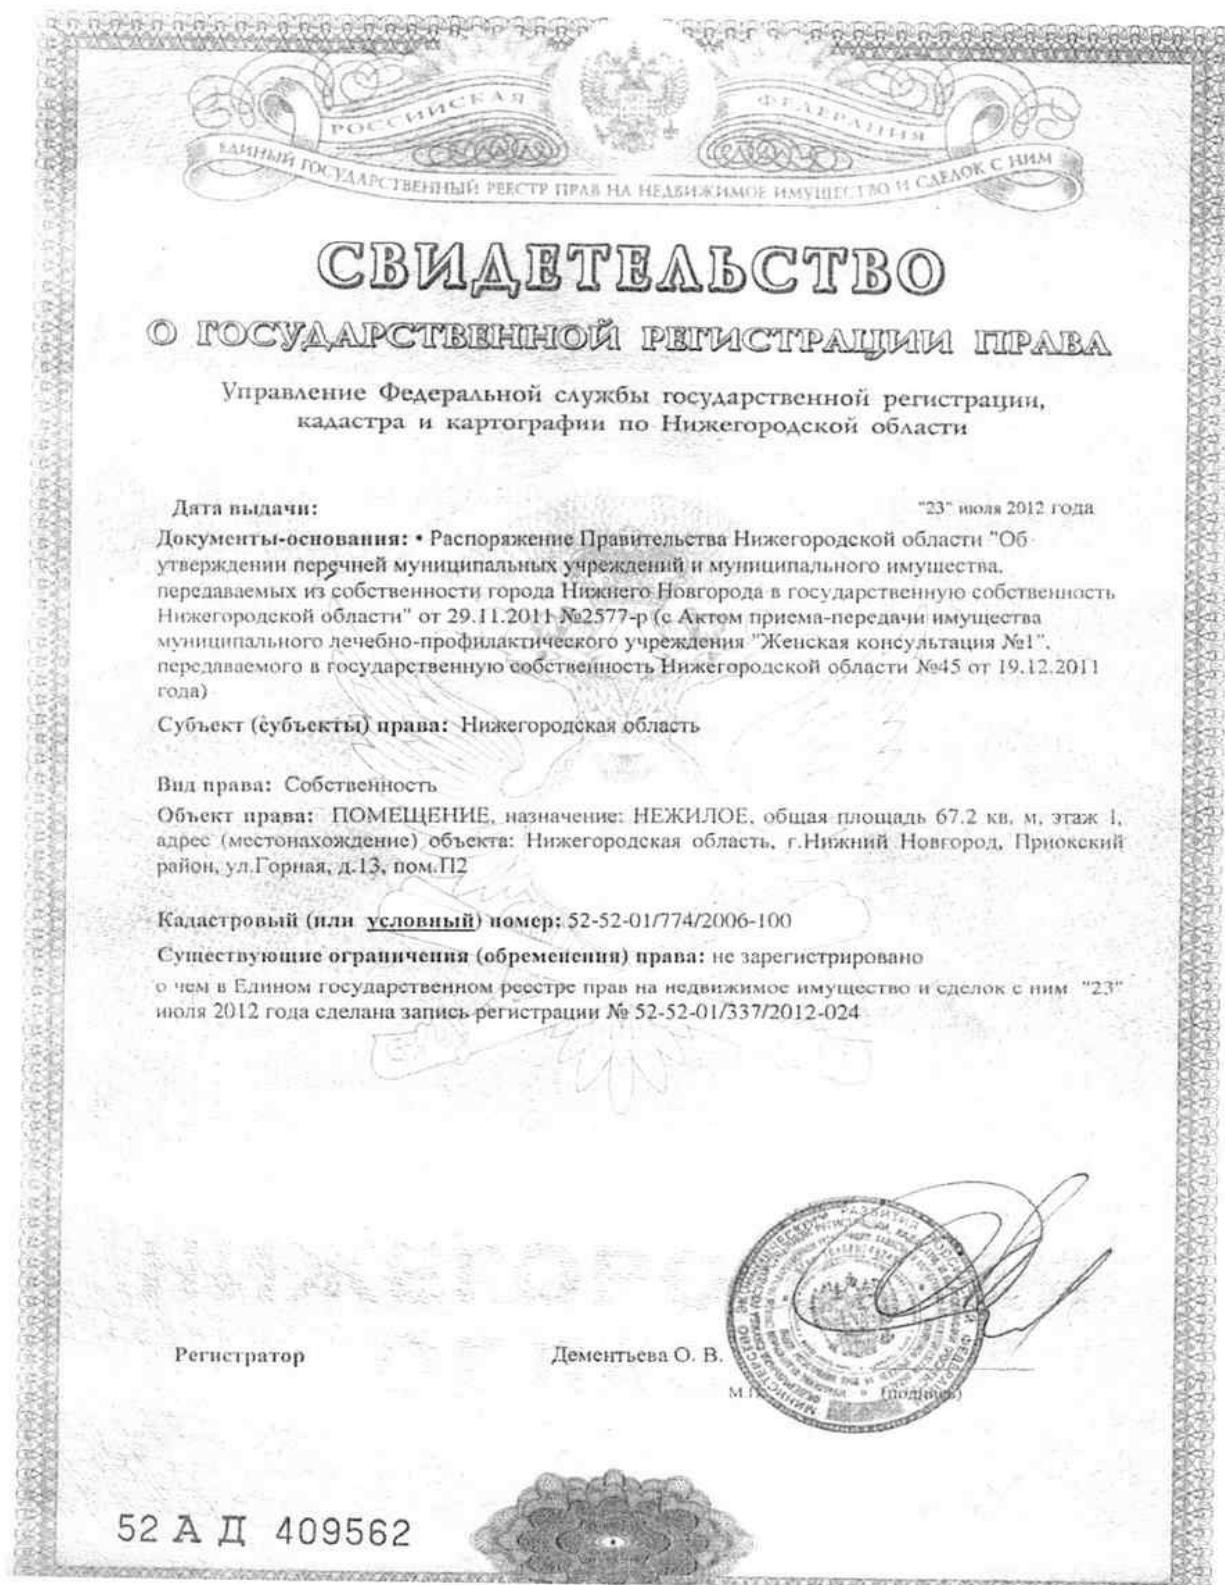 РОССИЙСКАЯ ФЕДЕРАЦИЯ
ЕДИНЫЙ ГОСУДАРСТВЕННЫЙ РЕЕСТР ПРАВ НА НЕДВИЖИМОЕ ИМУЩЕСТВО И СДЕЛОК С НИМ
СВИДЕТЕЛЬСТВО
О ГОСУДАРСТВЕННОЙ РЕГИСТРАЦИИ ПРАВА
Управление Федеральной службы государственной регистрации,
кадастра и картографии по Нижегородской области
Дата выдачи: "23" июля 2012 года
Документы-основания: • Распоряжение Правительства Нижегородской области "Об
утверждении перечней муниципальных учреждений и муниципального имущества,
передаваемых из собственности города Нижнего Новгорода в государственную собственность
Нижегородской области" от 29.11.2011 №2577-р (с Актом приема-передачи имущества
муниципального лечебно-профилактического учреждения "Женская консультация №1",
передаваемого в государственную собственность Нижегородской области №45 от 19.12.2011
года)
Субъект (субъекты) права: Нижегородская область
Вид права: Собственность
Объект права: ПОМЕЩЕНИЕ, назначение: НЕЖИЛОЕ, общая площадь 67.2 кв. м, этаж 1,
адрес (местонахождение) объекта: Нижегородская область, г.Нижний Новгород, Приокский
район, ул.Горная, д.13, пом.П2
Кадастровый (или условный) номер: 52-52-01/774/2006-100
Существующие ограничения (обременения) права: не зарегистрировано
о чем в Едином государственном реестре прав на недвижимое имущество и сделок с ним "23"
июля 2012 года сделана запись регистрации № 52-52-01/337/2012-024
Регистратор Дементьева О. В.
М.П. (подпись)
52 АД 409562